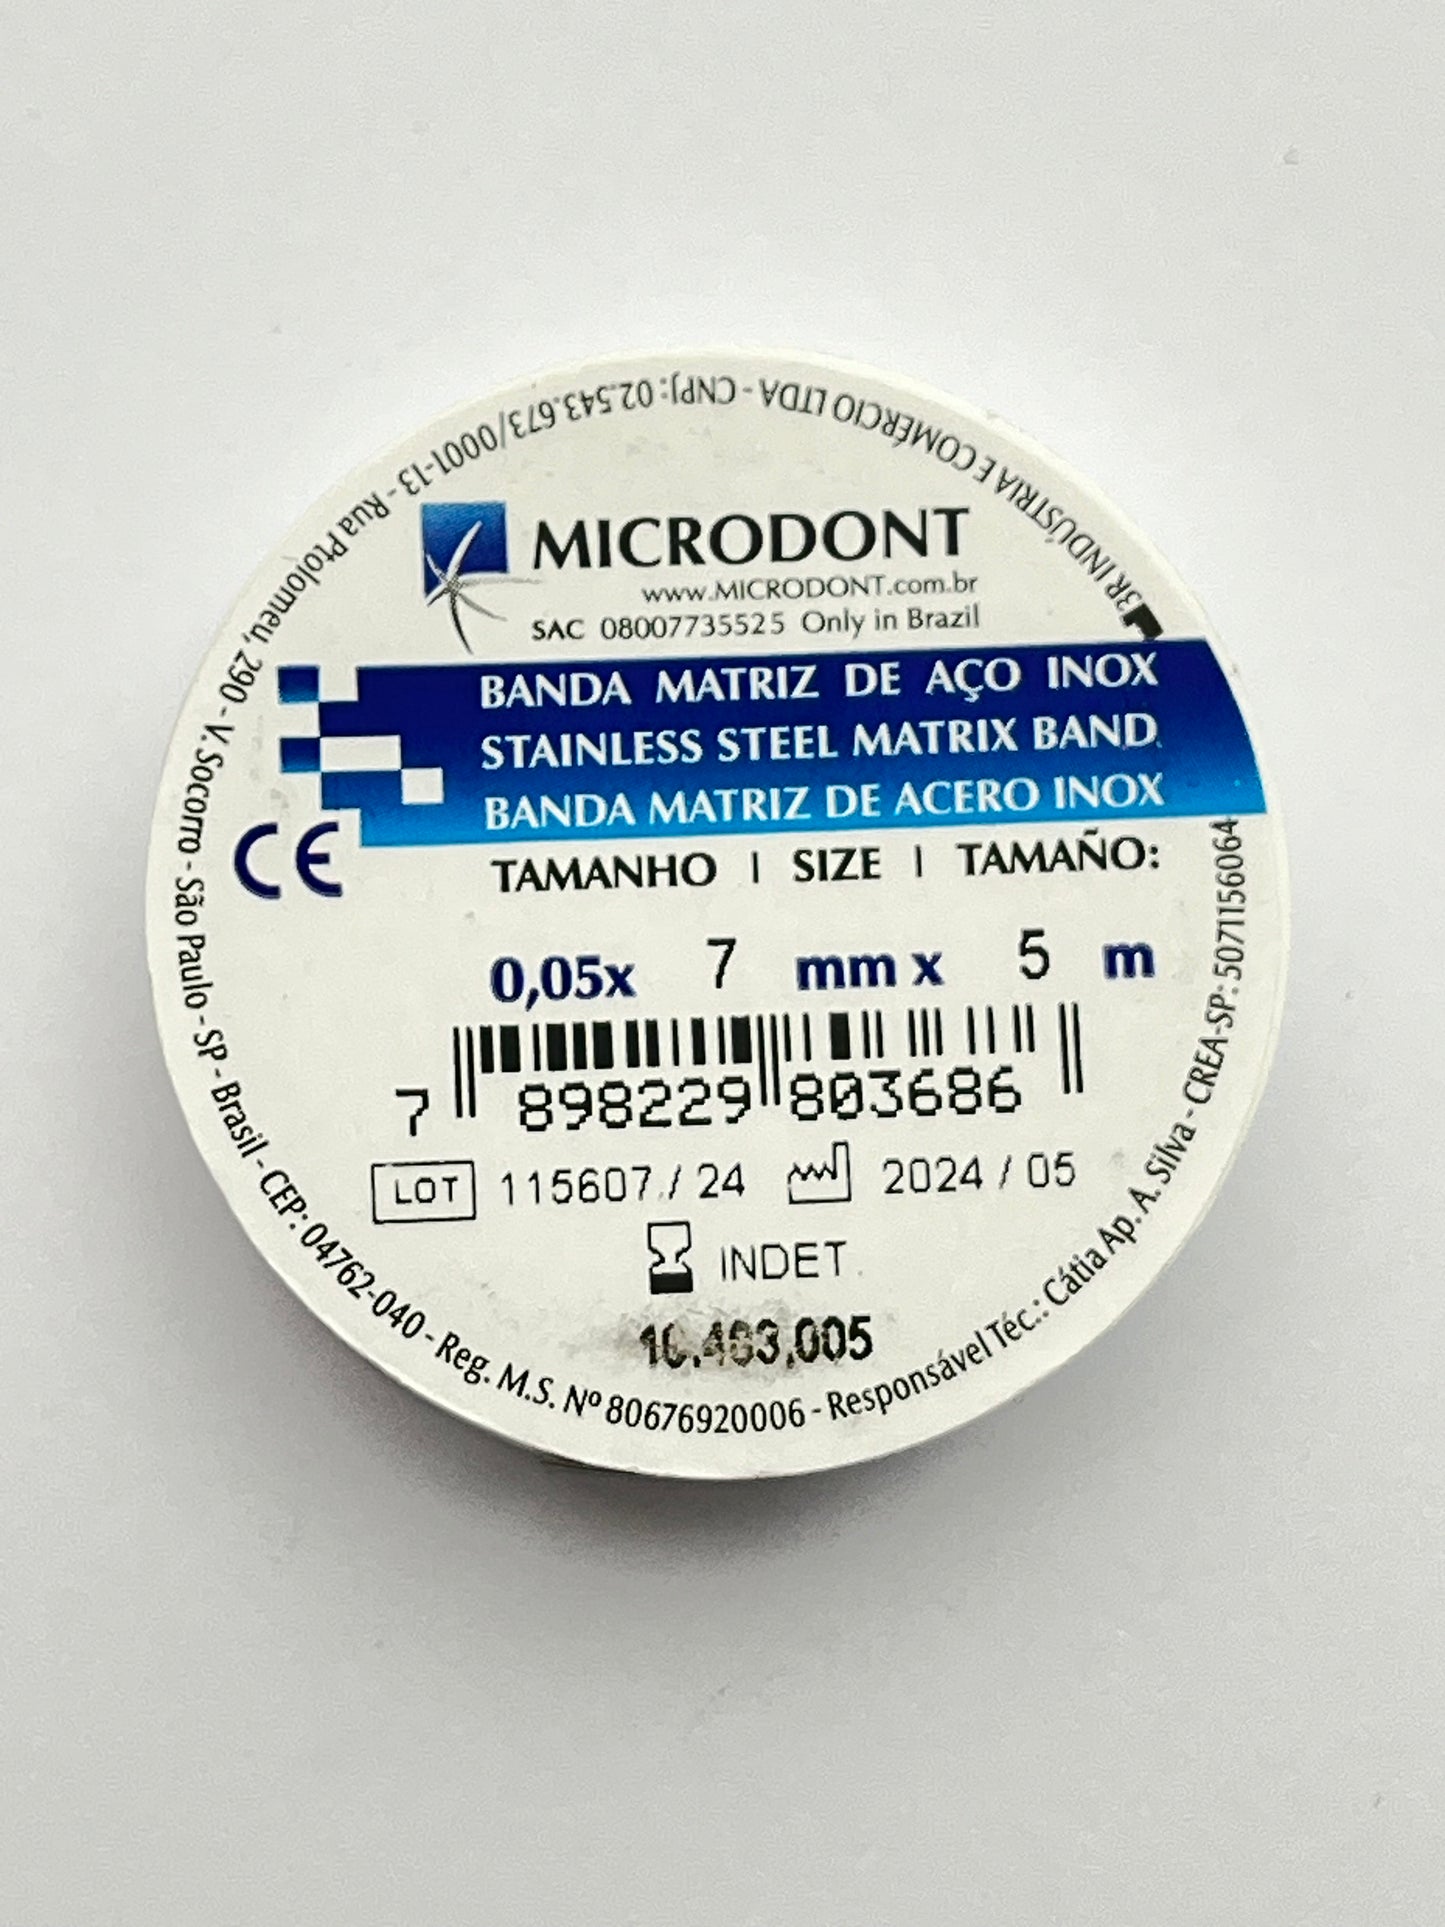 MICRODONT
www.MICRODONT.com.br
SAC 08007735525 Only in Brazil
BANDA MATRIZ DE AÇO INOX
STAINLESS STEEL MATRIX BAND
BANDA MATRIZ DE ACERO INOX
CE
TAMANHO | SIZE | TAMAÑO:
0,05x 7 mm x 5 m
7 898229 803686
LOT 115607 / 24 2024 / 05
INDET.
3R INDÚSTRIA E COMÉRCIO LTDA - CNPJ: 02.543.673/0001-13 - Rua Ptolomeu, 290 - V. Socorro - São Paulo - SP - Brasil - CEP: 04762-040 - Reg. M.S. Nº 80676920006 - Responsável Téc.: Cátia Ap. A. Silva - CREA-SP: 5071156064